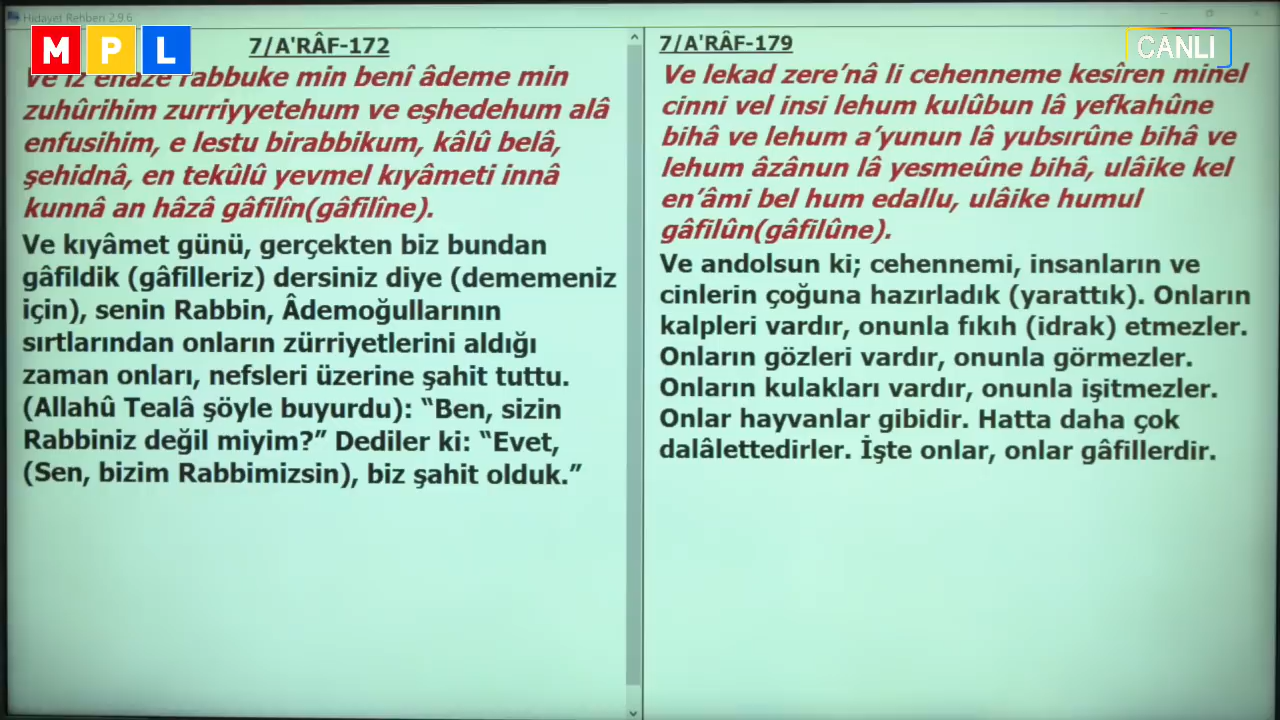 Hidayet Rehberi 2.9.6
MPL
CANLI
7/A'RÂF-172
Ve iz ehaze rabbuke min benî âdeme min
zuhûrihim zurriyyetehum ve eşhedehum alâ
enfusihim, e lestu birabbikum, kâlû belâ,
şehidnâ, en tekûlû yevmel kıyâmeti innâ
kunnâ an hâzâ gâfilîn(gâfilîne).
Ve kıyâmet günü, gerçekten biz bundan
gâfildik (gâfilleriz) dersiniz diye (dememeniz
için), senin Rabbin, Âdemoğullarının
sırtlarından onların zürriyetlerini aldığı
zaman onları, nefsleri üzerine şahit tuttu.
(Allahû Tealâ şöyle buyurdu): “Ben, sizin
Rabbiniz değil miyim?” Dediler ki: “Evet,
(Sen, bizim Rabbimizsin), biz şahit olduk.”
7/A'RÂF-179
Ve lekad zere’nâ li cehenneme kesîren minel
cinni vel insi lehum kulûbun lâ yefkahûne
bihâ ve lehum a’yunun lâ yubsırûne bihâ ve
lehum âzânun lâ yesmeûne bihâ, ulâike kel
en’âmi bel hum edallu, ulâike humul
gâfilûn(gâfilûne).
Ve andolsun ki; cehennemi, insanların ve
cinlerin çoğuna hazırladık (yarattık). Onların
kalpleri vardır, onunla fıkıh (idrak) etmezler.
Onların gözleri vardır, onunla görmezler.
Onların kulakları vardır, onunla işitmezler.
Onlar hayvanlar gibidir. Hatta daha çok
dalâlettedirler. İşte onlar, onlar gâfillerdir.